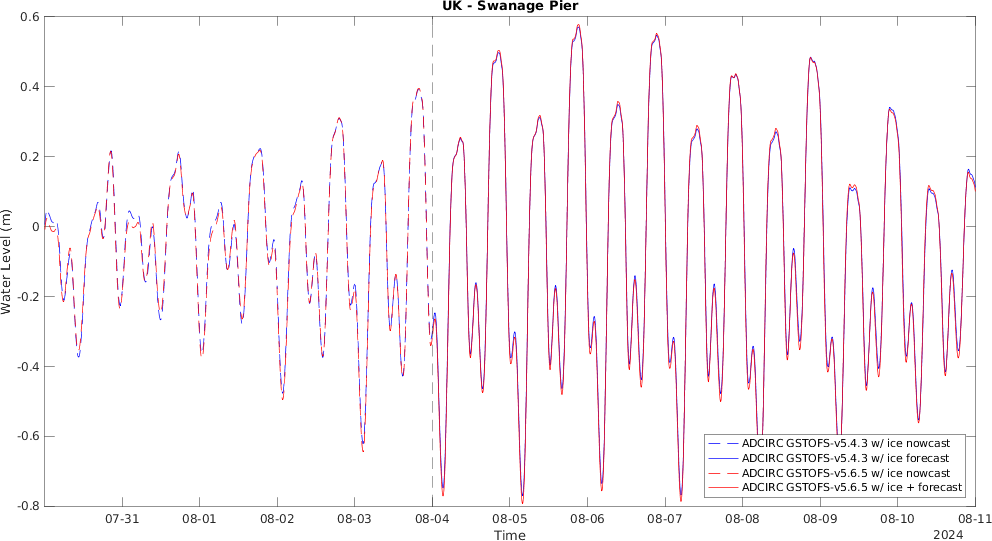 UK - Swanage Pier
0.6
0.4
0.2
0
-0.2
-0.4
-0.6
-0.8
Water Level (m)
ADCIRC GSTOFS-v5.4.3 w/ ice nowcast
ADCIRC GSTOFS-v5.4.3 w/ ice forecast
ADCIRC GSTOFS-v5.6.5 w/ ice nowcast
ADCIRC GSTOFS-v5.6.5 w/ ice + forecast
07-31 08-01 08-02 08-03 08-04 08-05 08-06 08-07 08-08 08-09 08-10 08-11
Time
2024